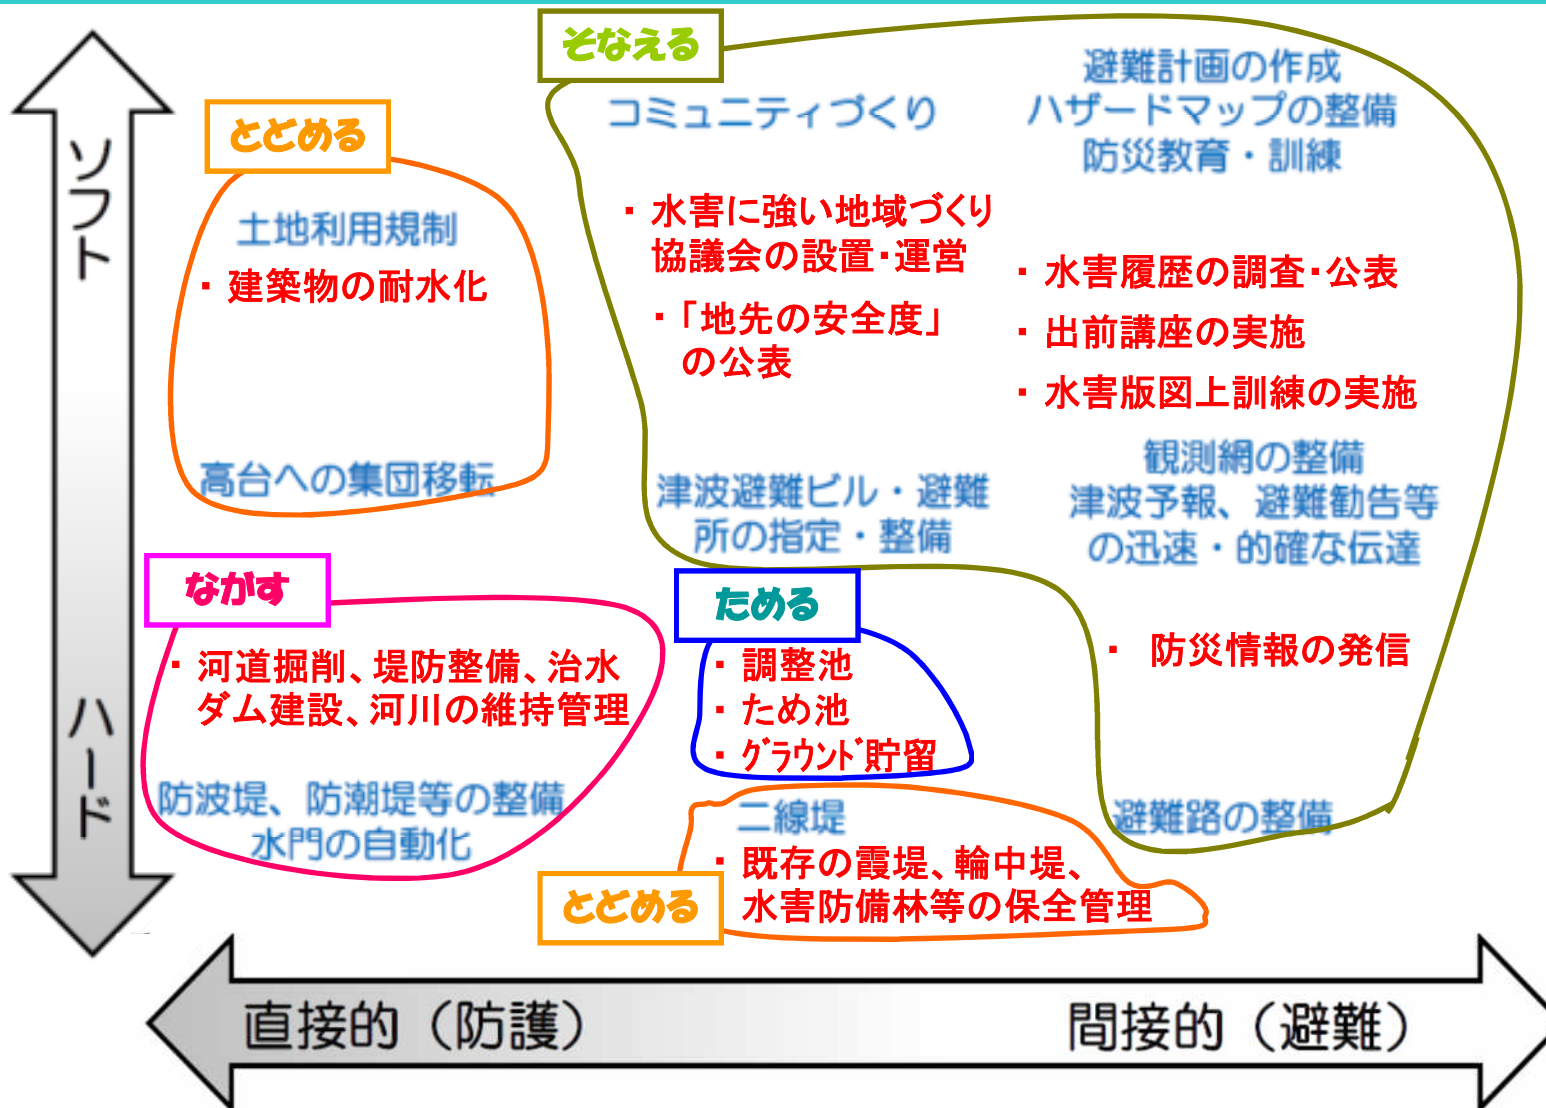 そなえる
コミュニティづくり
避難計画の作成
ハザードマップの整備
防災教育・訓練
・水害に強い地域づくり
協議会の設置・運営
・「地先の安全度」
の公表
・水害履歴の調査・公表
・出前講座の実施
・水害版図上訓練の実施
津波避難ビル・避難
所の指定・整備
観測網の整備
津波予報、避難勧告等
の迅速・的確な伝達
・防災情報の発信
避難路の整備
とどめる
土地利用規制
・建築物の耐水化
高台への集団移転
ソフト
ハード
ながす
・河道掘削、堤防整備、治水
ダム建設、河川の維持管理
防波堤、防潮堤等の整備
水門の自動化
ためる
・調整池
・ため池
・グラウンド貯留
二線堤
・既存の霞堤、輪中堤、
水害防備林等の保全管理
とどめる
直接的（防護）
間接的（避難）